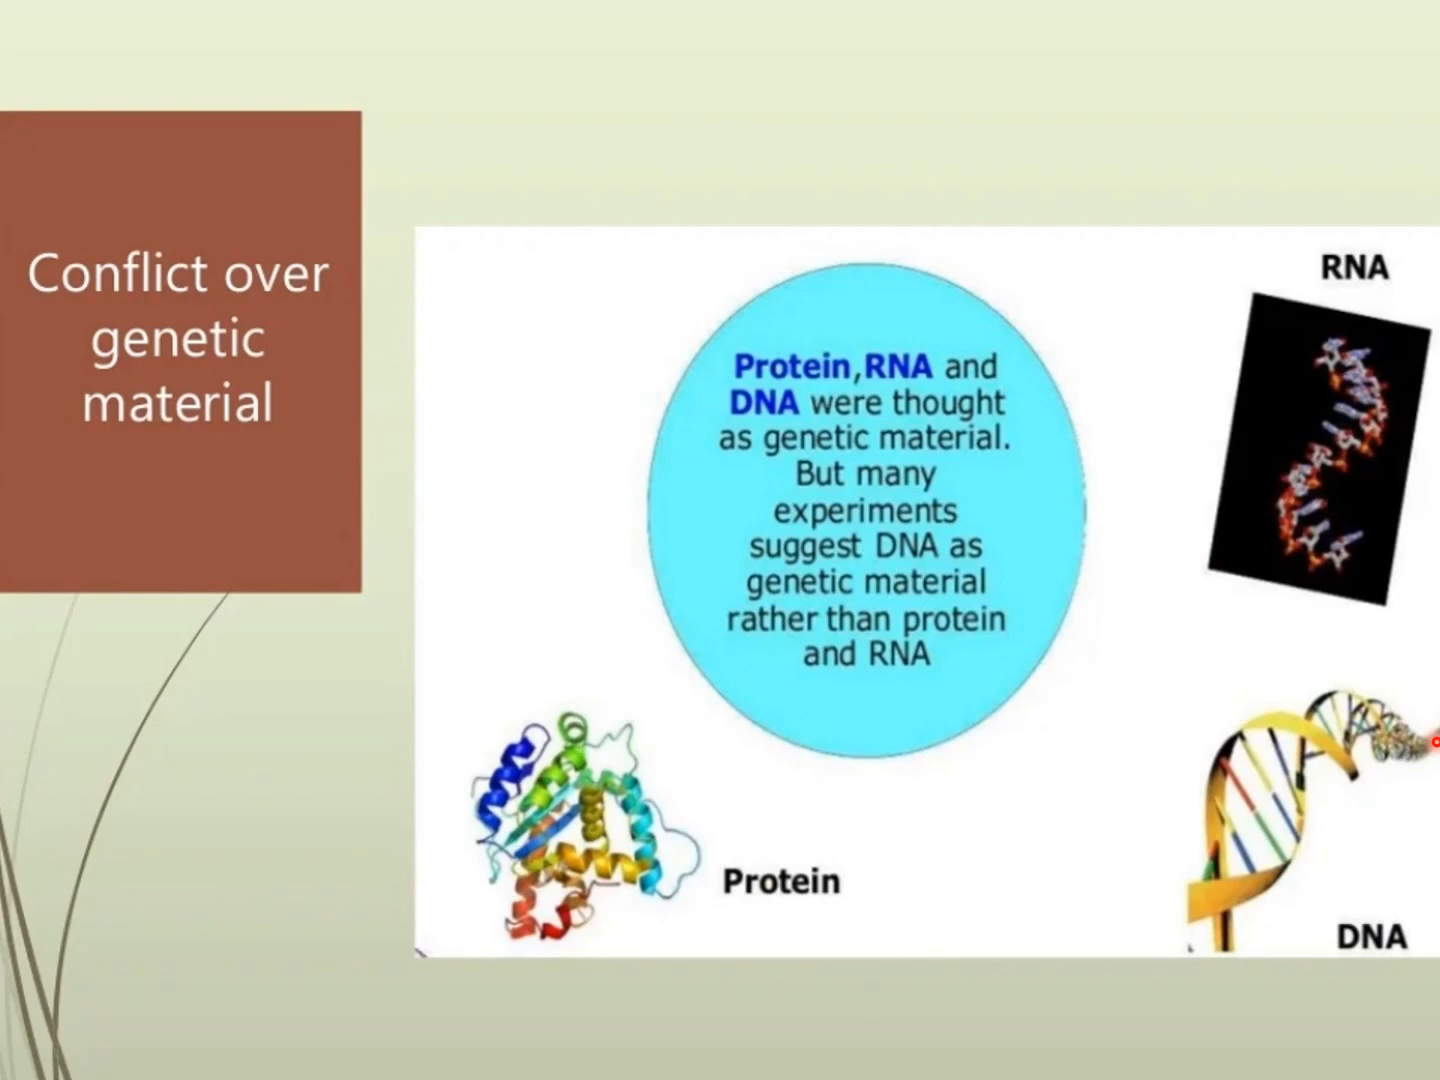 Conflict over
genetic
material
RNA
Protein,RNA and
DNA were thought
as genetic material.
But many
experiments
suggest DNA as
genetic material
rather than protein
and RNA
Protein
DNA